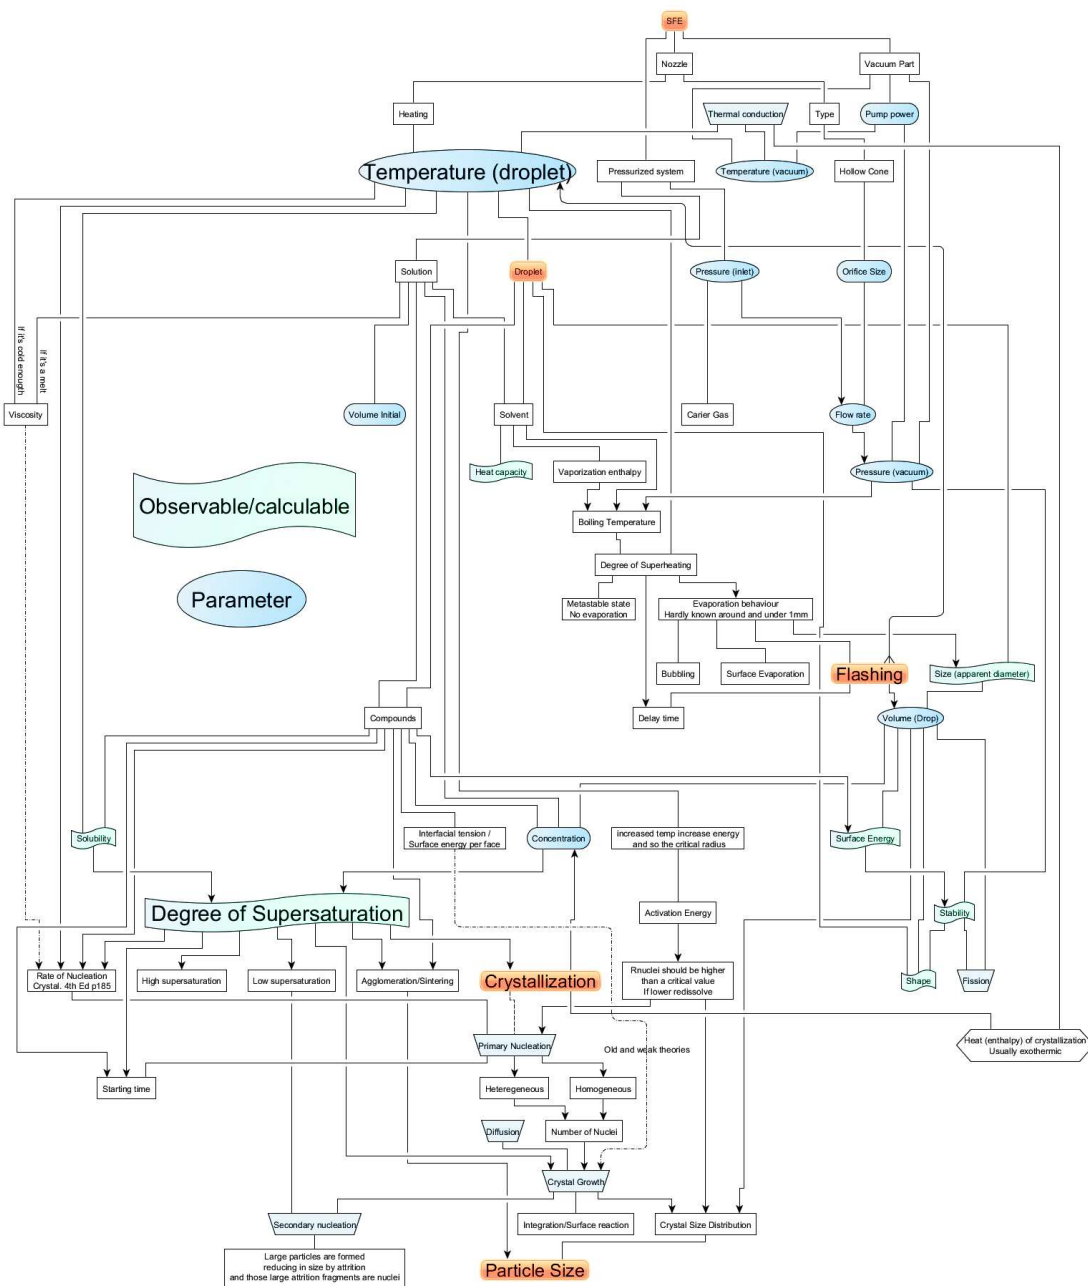 SFE
Nozzle
Vacuum Part
Heating
Thermal conduction
Type
Pump power
Temperature (droplet)
Pressurized system
Temperature (vacuum)
Hollow Cone
Solution
Droplet
Pressure (inlet)
Orifice Size
If it's cold enough
If it's a melt
Viscosity
Volume Initial
Solvent
Carier Gas
Flow rate
Heat capacity
Vaporization enthalpy
Pressure (vacuum)
Observable/calculable
Boiling Temperature
Degree of Superheating
Parameter
Metastable state
No evaporation
Evaporation behaviour
Hardly known around and under 1mm
Bubbling
Surface Evaporation
Flashing
Size (apparent diameter)
Compounds
Delay time
Volume (Drop)
Solubility
Interfacial tension /
Surface energy per face
Concentration
increased temp increase energy
and so the critical radius
Surface Energy
Degree of Supersaturation
Activation Energy
Stability
Rate of Nucleation
Crystal. 4th Ed p185
High supersaturation
Low supersaturation
Agglomeration/Sintering
Crystallization
Rnuclei should be higher
than a critical value
If lower redissolve
Shape
Fission
Primary Nucleation
Old and weak theories
Heat (enthalpy) of crystallization
Usually exothermic
Starting time
Heteregeneous
Homogeneous
Diffusion
Number of Nuclei
Crystal Growth
Secondary nucleation
Integration/Surface reaction
Crystal Size Distribution
Large particles are formed
reducing in size by attrition
and those large attrition fragments are nuclei
Particle Size